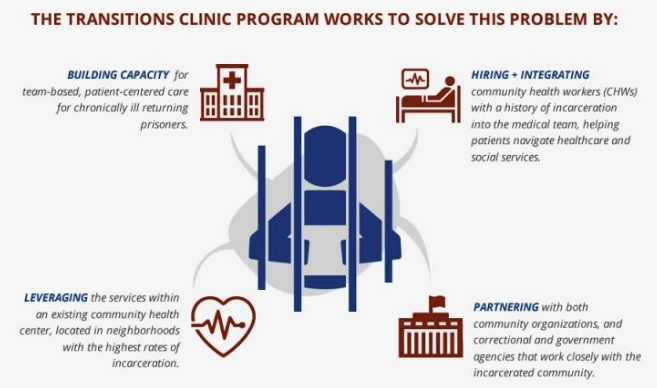 THE TRANSITIONS CLINIC PROGRAM WORKS TO SOLVE THIS PROBLEM BY:
BUILDING CAPACITY for
team-based, patient-centered care
for chronically ill returning
prisoners.
HIRING + INTEGRATING
community health workers (CHWs)
with a history of incarceration
into the medical team, helping
patients navigate healthcare and
social services.
LEVERAGING the services within
an existing community health
center, located in neighborhoods
with the highest rates of
incarceration.
PARTNERING with both
community organizations, and
correctional and government
agencies that work closely with the
incarcerated community.